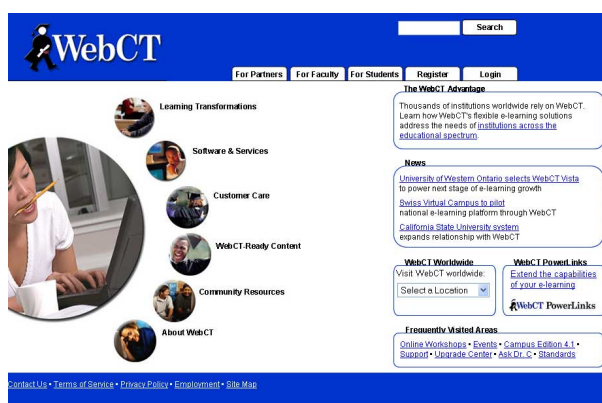 WebCT
Search
For Partners
For Faculty
For Students
Register
Login
Learning Transformations
Software & Services
Customer Care
WebCT-Ready Content
Community Resources
About WebCT
The WebCT Advantage
Thousands of institutions worldwide rely on WebCT.
Learn how WebCT's flexible e-learning solutions
address the needs of institutions across the
educational spectrum.
News
University of Western Ontario selects WebCT Vista
to power next stage of e-learning growth
Swiss Virtual Campus to pilot
national e-learning platform through WebCT
California State University system
expands relationship with WebCT
WebCT Worldwide
Visit WebCT worldwide:
Select a Location
WebCT PowerLinks
Extend the capabilities
of your e-learning
WebCT PowerLinks
Frequently Visited Areas
Online Workshops • Events • Campus Edition 4.1 •
Support • Upgrade Center • Ask Dr. C • Standards
Contact Us • Terms of Service • Privacy Policy • Employment • Site Map